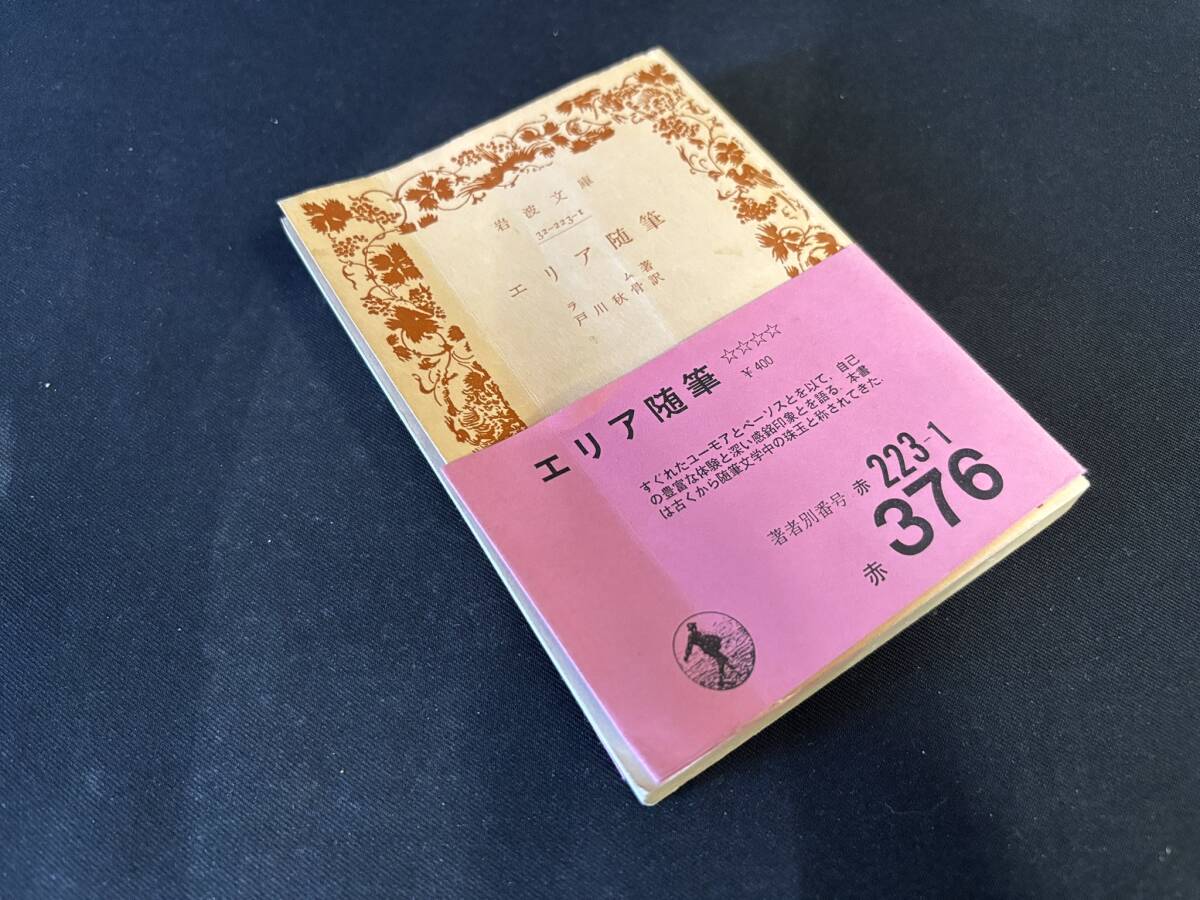 岩波文庫
32-223-1
エリア随筆
ラム著
戸川秋骨訳
エリア随筆 ☆☆☆☆
¥400
すぐれたユーモアとペーソスとを以て、自己
の豊富な体験と深い感銘印象とを語る。本書
は古くから随筆文学中の珠玉と称されてきた.
著者別番号 赤 223-1
赤 376